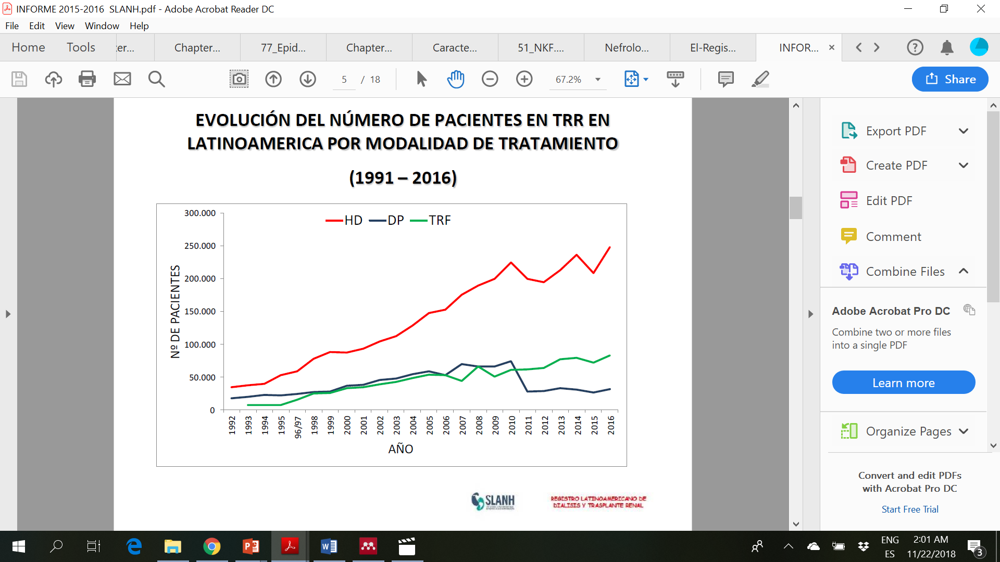 INFORME 2015-2016  SLANH.pdf - Adobe Acrobat Reader DC
File Edit View Window Help
Home Tools :er... Chapter... 77_Epid... Chapter... Caracte... 51_NKF.... Nefrolo... El-Regis... INFOR... ×
5 / 18 67.2% Share
EVOLUCIÓN DEL NÚMERO DE PACIENTES EN TRR EN
LATINOAMERICA POR MODALIDAD DE TRATAMIENTO
(1991 – 2016)
HD DP TRF
300.000
250.000
200.000
150.000
100.000
50.000
0
Nº DE PACIENTES
1992 1993 1994 1995 96/97 1998 1999 2000 2001 2002 2003 2004 2005 2006 2007 2008 2009 2010 2011 2012 2013 2014 2015 2016
AÑO
SLANH
REGISTRO LATINOAMERICANO DE
DIALISIS Y TRASPLANTE RENAL
Export PDF
Create PDF
Edit PDF
Comment
Combine Files
Adobe Acrobat Pro DC
Combine two or more files
into a single PDF
Learn more
Organize Pages
Convert and edit PDFs
with Acrobat Pro DC
Start Free Trial
ENG
ES
2:01 AM
11/22/2018
3